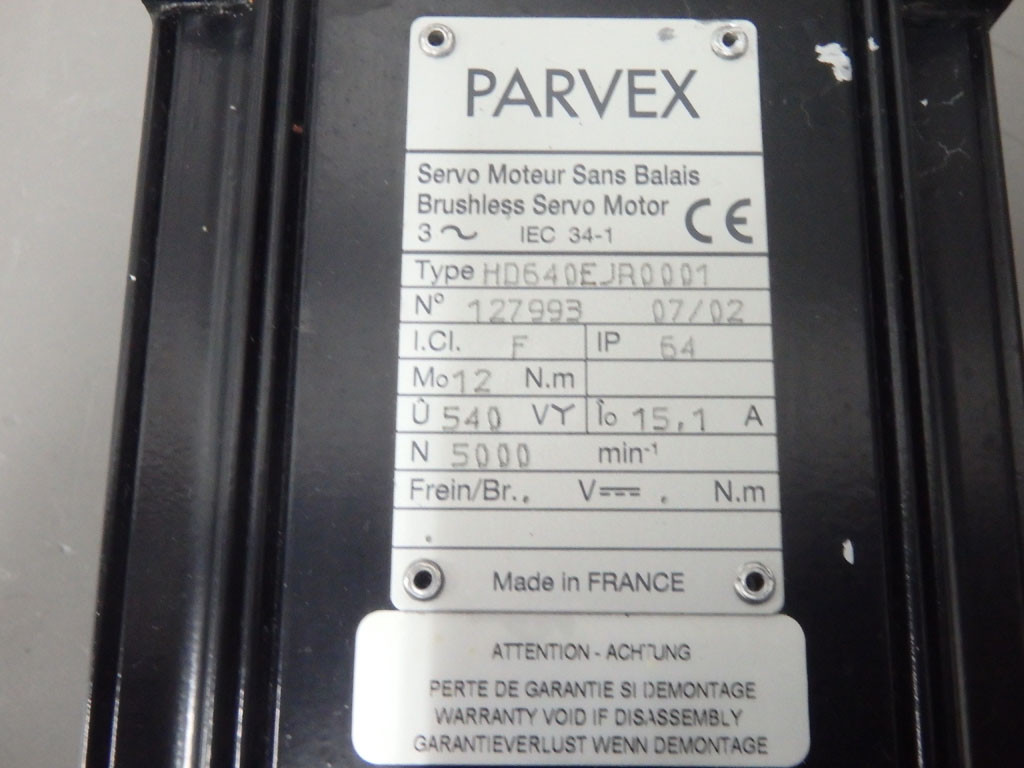 PARVEX
Servo Moteur Sans Balais
Brushless Servo Motor CE
3 ~ IEC 34-1
Type HD640EJR0001
N° 127993 07/02
I.Cl. F IP 64
Mo 12 N.m
Û 540 VY Îo 15,1 A
N 5000 min⁻¹
Frein/Br. . V⎓ . N.m
.
Made in FRANCE
ATTENTION - ACHTUNG
PERTE DE GARANTIE SI DEMONTAGE
WARRANTY VOID IF DISASSEMBLY
GARANTIEVERLUST WENN DEMONTAGE